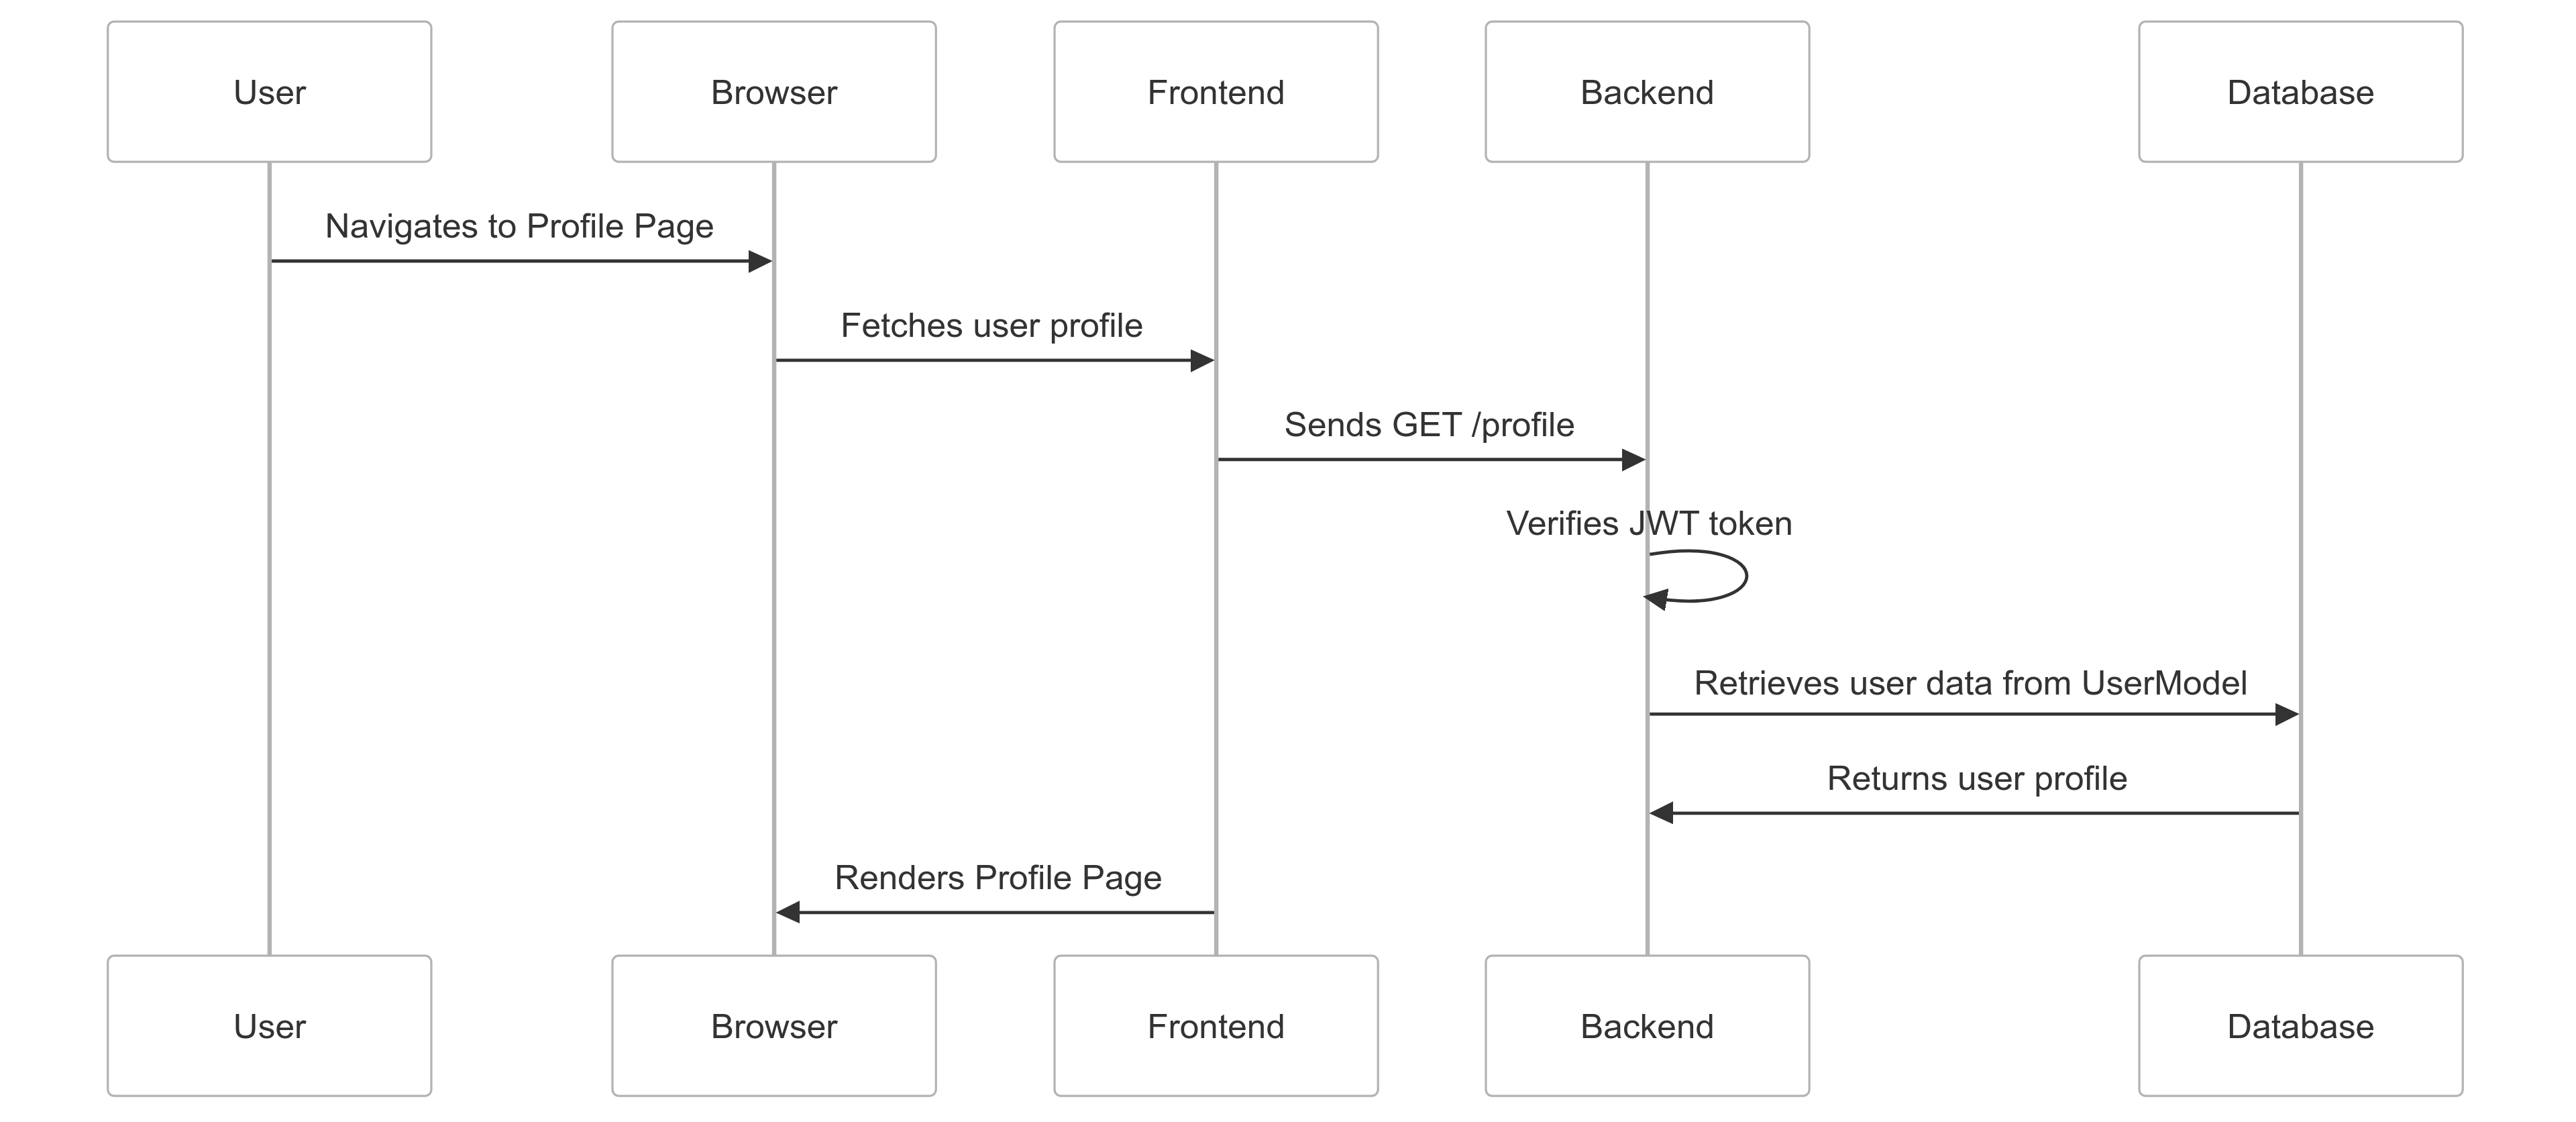 User
Browser
Frontend
Backend
Database
Navigates to Profile Page
Fetches user profile
Sends GET /profile
Verifies JWT token
Retrieves user data from UserModel
Returns user profile
Renders Profile Page
User
Browser
Frontend
Backend
Database